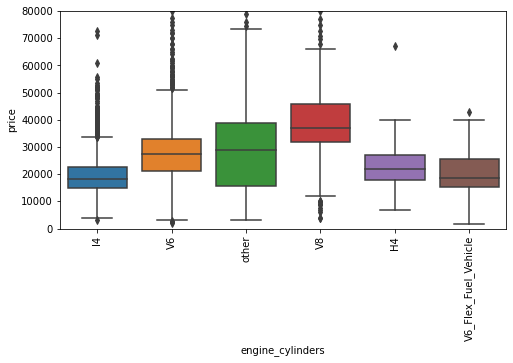 80000
70000
60000
50000
40000
30000
20000
10000
0
price
I4
V6
other
V8
H4
V6_Flex_Fuel_Vehicle
engine_cylinders